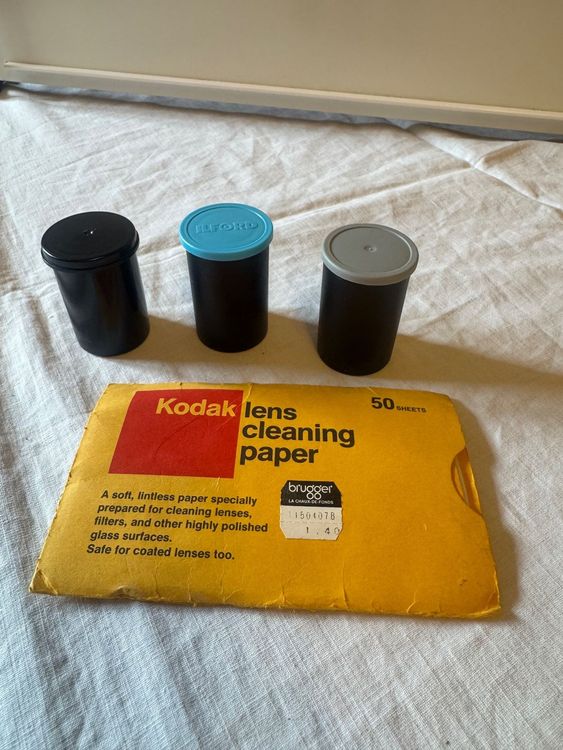 ILFORD
Kodak lens
cleaning
paper
50 SHEETS
A soft, lintless paper specially
prepared for cleaning lenses,
filters, and other highly polished
glass surfaces.
Safe for coated lenses too.
brugger
LA CHAUX-DE-FONDS
11504078
1.40